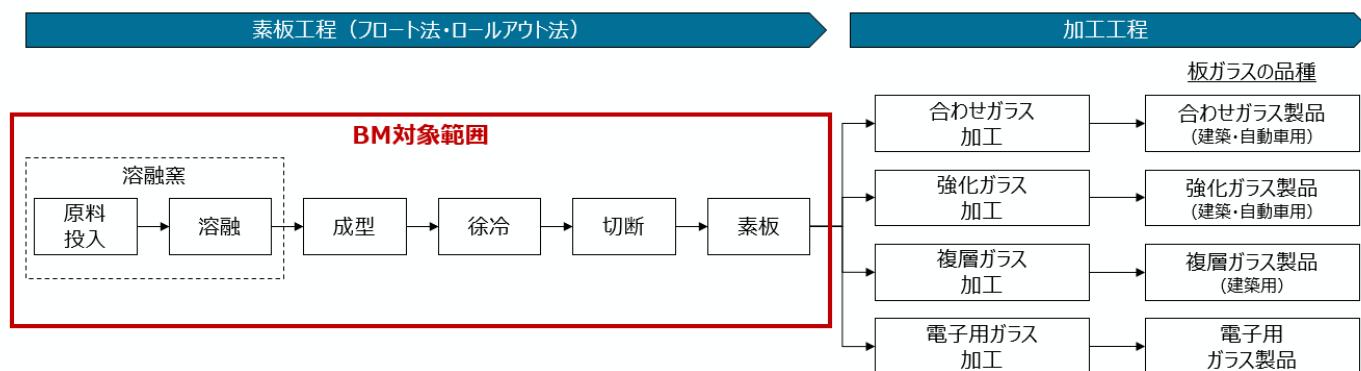 素板工程（フロート法・ロールアウト法）
加工工程
板ガラスの品種
BM対象範囲
溶融窯
原料
投入
溶融
成型
徐冷
切断
素板
合わせガラス
加工
合わせガラス製品
（建築・自動車用）
強化ガラス
加工
強化ガラス製品
（建築・自動車用）
複層ガラス
加工
複層ガラス製品
（建築用）
電子用ガラス
加工
電子用
ガラス製品